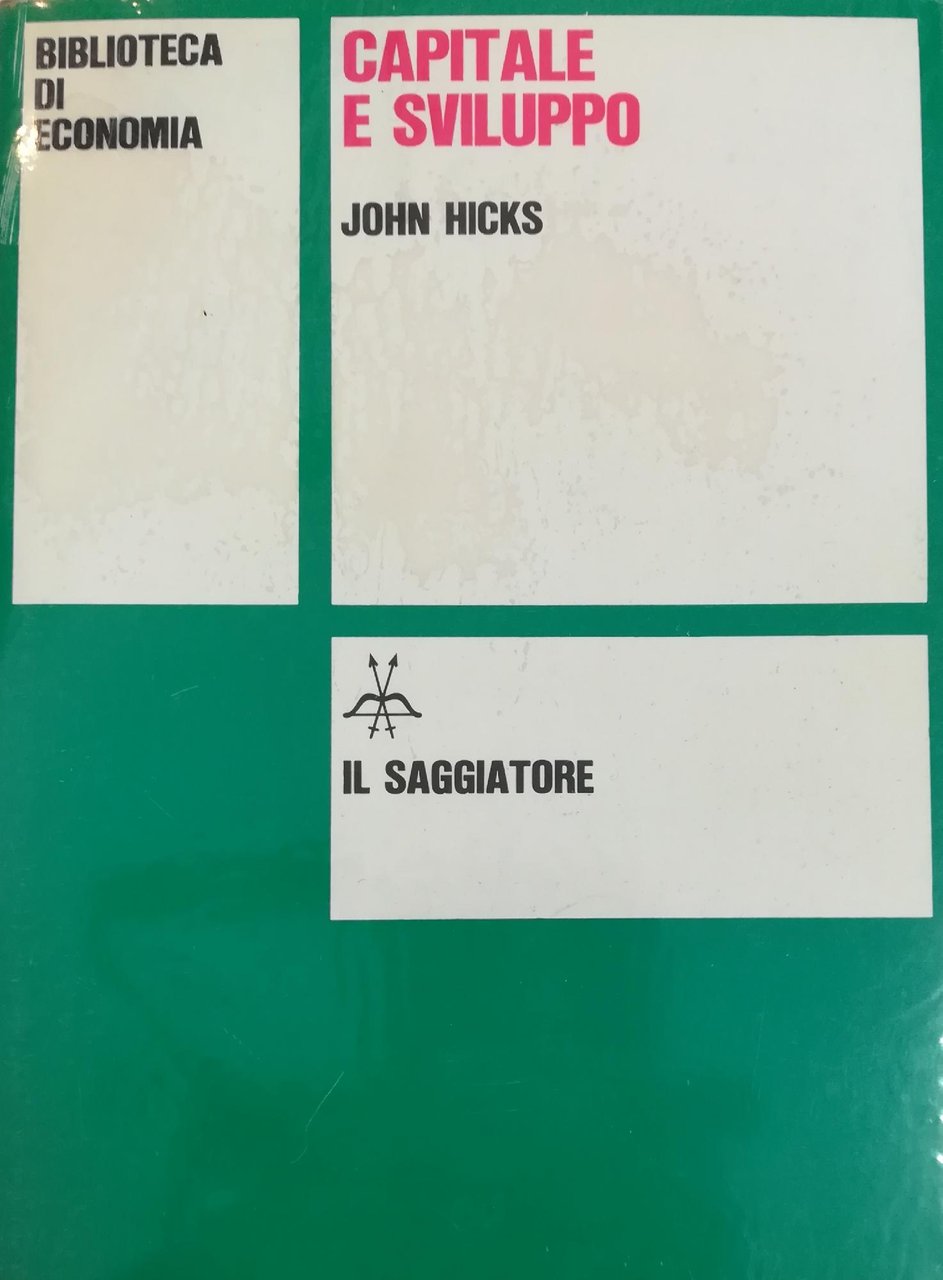 BIBLIOTECA
DI
ECONOMIA
CAPITALE
E SVILUPPO
JOHN HICKS
IL SAGGIATORE